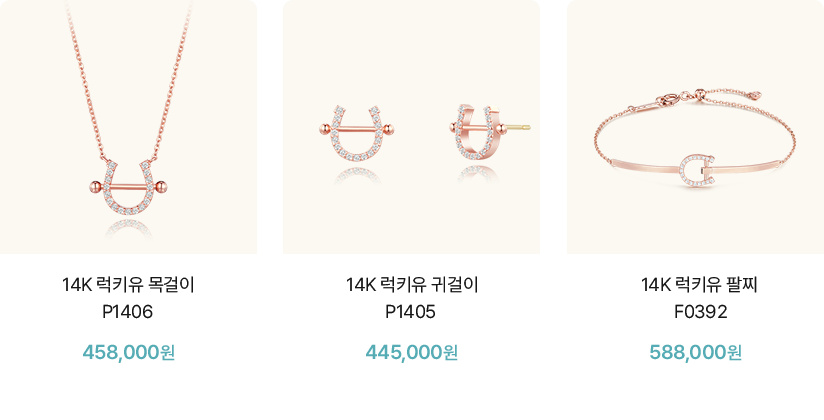 14K 럭키유 목걸이
P1406
458,000원
14K 럭키유 귀걸이
P1405
445,000원
14K 럭키유 팔찌
F0392
588,000원